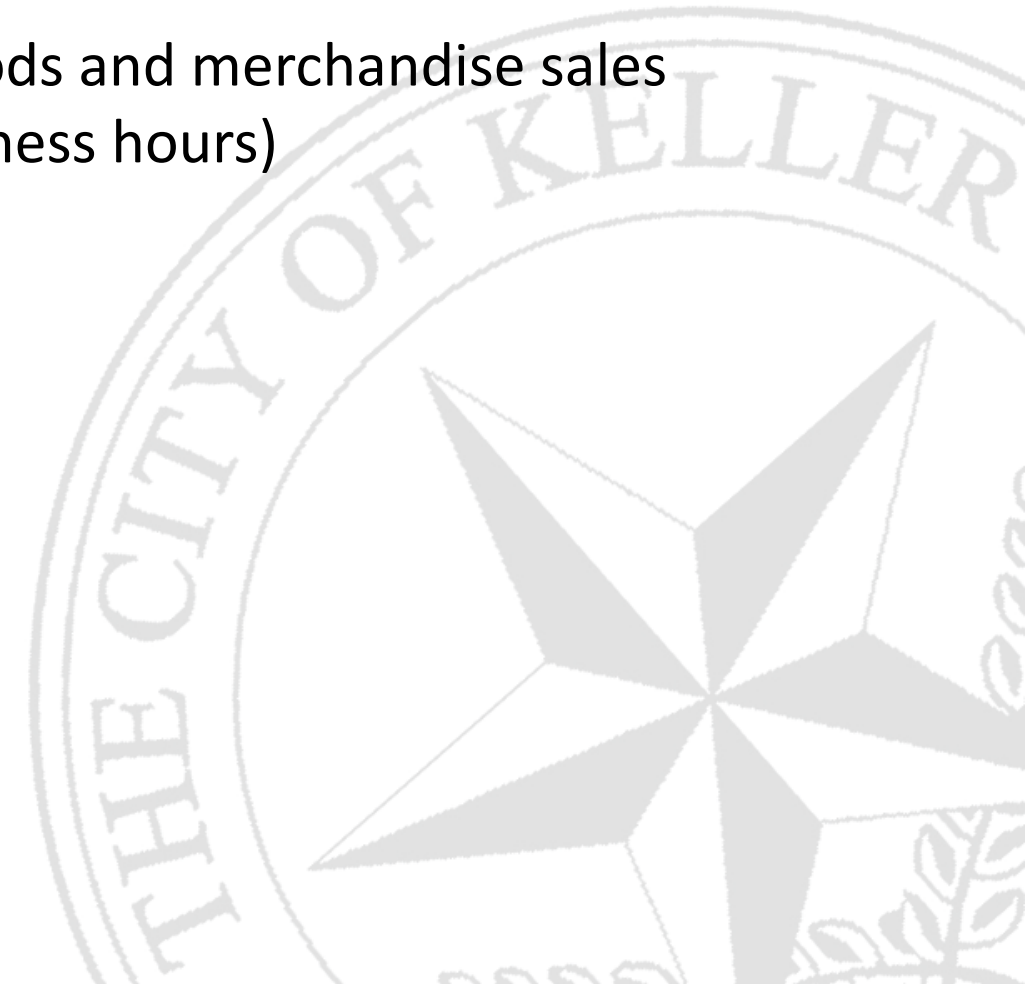 ods and merchandise sales
ness hours)
THE CITY OF KELLER